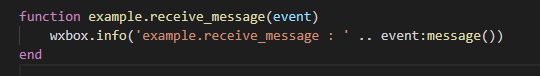 function example.receive_message(event)
    wxbox.info('example.receive_message : ' .. event:message())
end